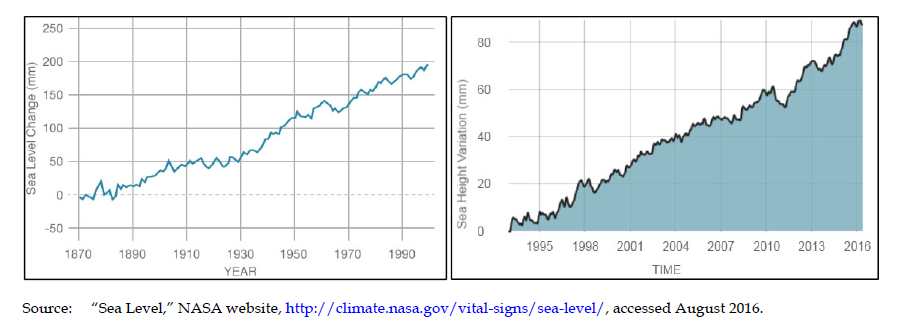 250
200
150
100
50
0
-50
Sea Level Change (mm)
1870 1890 1910 1930 1950 1970 1990
YEAR
80
60
40
20
0
Sea Height Variation (mm)
1995 1998 2001 2004 2007 2010 2013 2016
TIME
Source: “Sea Level,” NASA website, http://climate.nasa.gov/vital-signs/sea-level/, accessed August 2016.